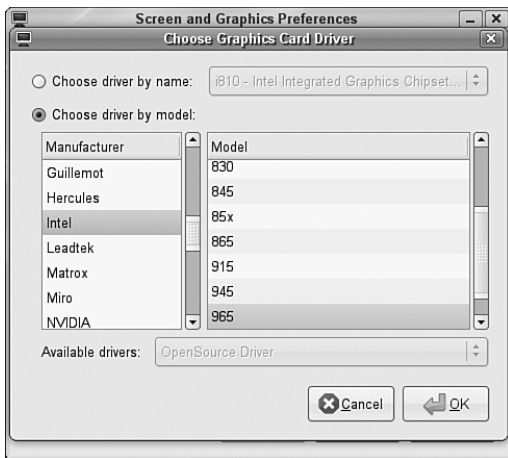 Screen and Graphics Preferences
Choose Graphics Card Driver
Choose driver by name:
i810 - Intel Integrated Graphics Chipset...
Choose driver by model:
Manufacturer
Guillemot
Hercules
Intel
Leadtek
Matrox
Miro
NVIDIA
Model
830
845
85x
865
915
945
965
Available drivers:
OpenSource Driver
Cancel
OK